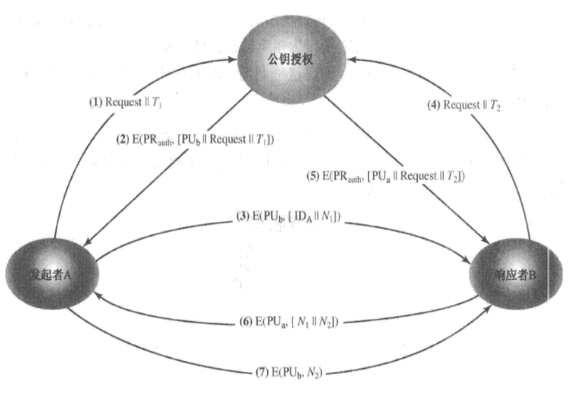 公钥授权
(1) Request || T₁
(4) Request || T₂
(2) E(PRauth, [PUb || Request || T₁])
(5) E(PRauth, [PUa || Request || T₂])
(3) E(PUb, [ IDA || N₁])
发起者A
响应者B
(6) E(PUa, [ N₁ || N₂])
(7) E(PUb, N₂)